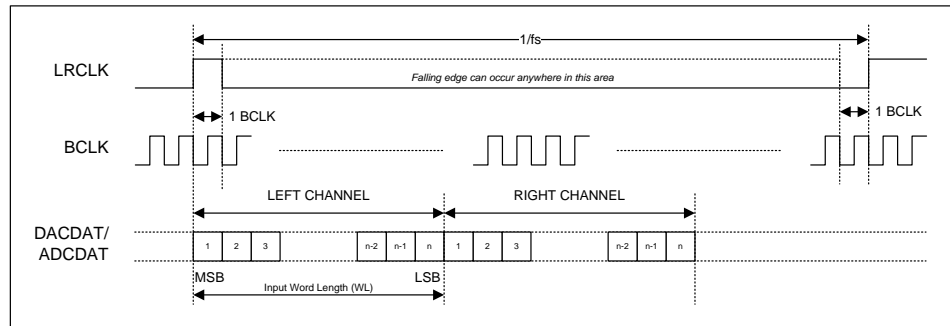 1/fs
LRCLK
Falling edge can occur anywhere in this area
1 BCLK
1 BCLK
BCLK
LEFT CHANNEL
RIGHT CHANNEL
DACDAT/
ADCDAT
1 2 3 n-2 n-1 n 1 2 3 n-2 n-1 n
MSB
LSB
Input Word Length (WL)